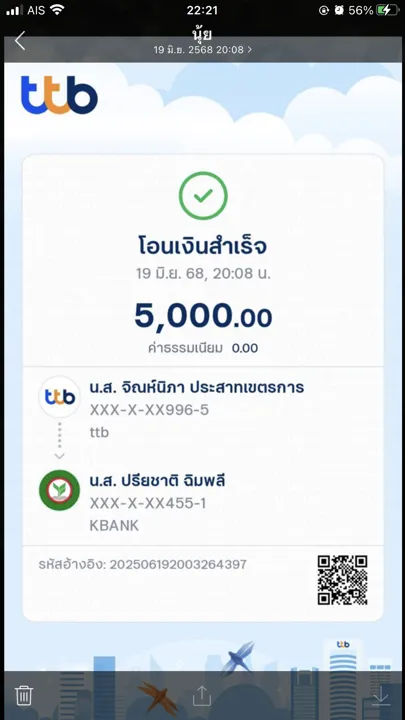 AIS 22:21 56%
นุ้ย
19 มิ.ย. 2568 20:08 >
ttb
โอนเงินสำเร็จ
19 มิ.ย. 68, 20:08 น.
5,000.00
ค่าธรรมเนียม 0.00
ttb
น.ส. จิณห์นิภา ประสาทเขตรการ
XXX-X-XX996-5
ttb
น.ส. ปรียชาติ ฉิมพลี
XXX-X-XX455-1
KBANK
รหัสอ้างอิง: 202506192003264397
ttb